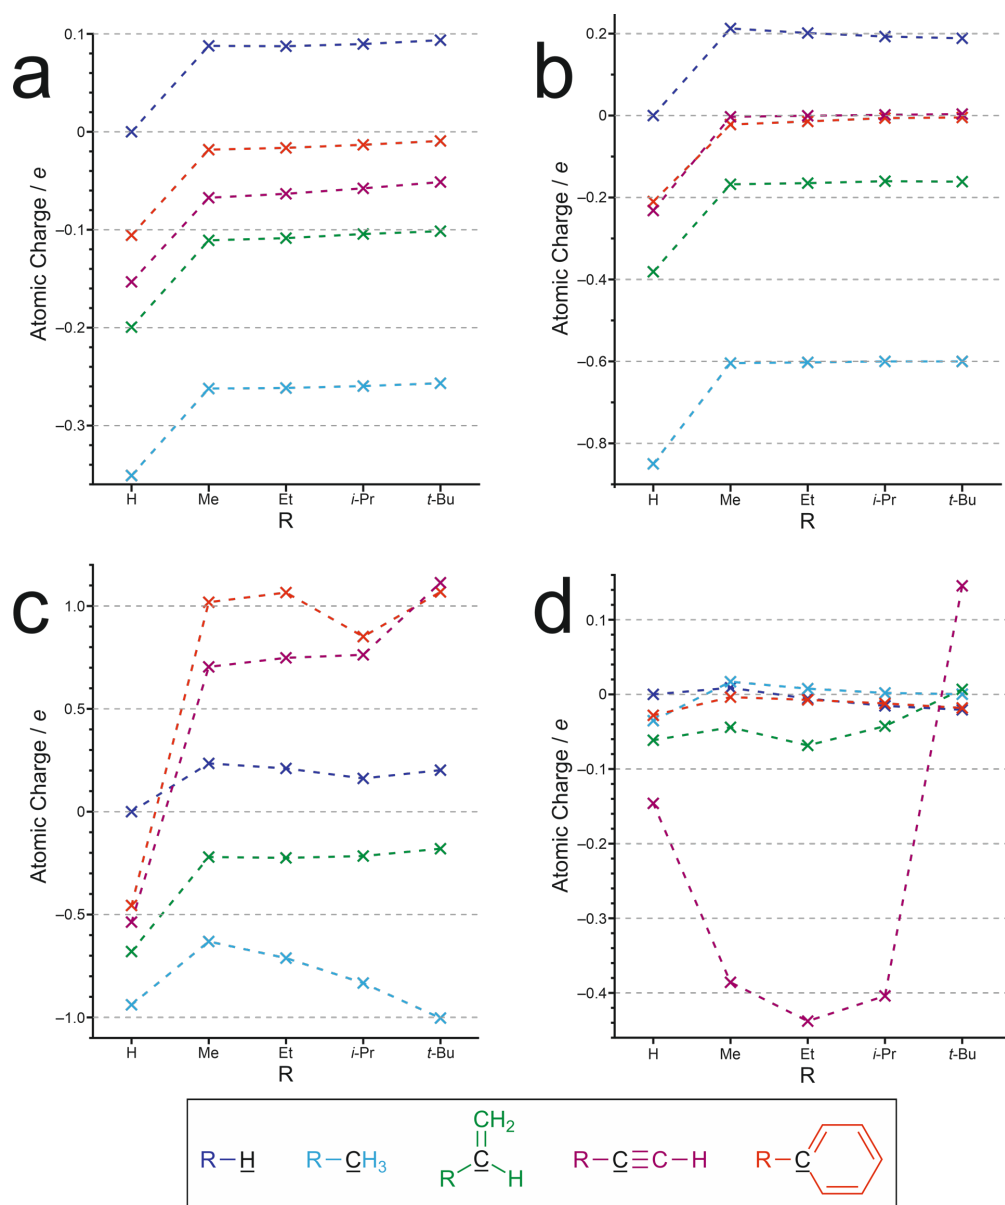 a
0.1
0
–0.1
–0.2
–0.3
Atomic Charge / e
H Me Et i-Pr t-Bu
R
b
0.2
0
–0.2
–0.4
–0.6
–0.8
Atomic Charge / e
H Me Et i-Pr t-Bu
R
c
1.0
0.5
0
–0.5
–1.0
Atomic Charge / e
H Me Et i-Pr t-Bu
R
d
0.1
0
–0.1
–0.2
–0.3
–0.4
Atomic Charge / e
H Me Et i-Pr t-Bu
R
R–H
R–CH3
CH2
C
R H
R–C≡C–H
R–C